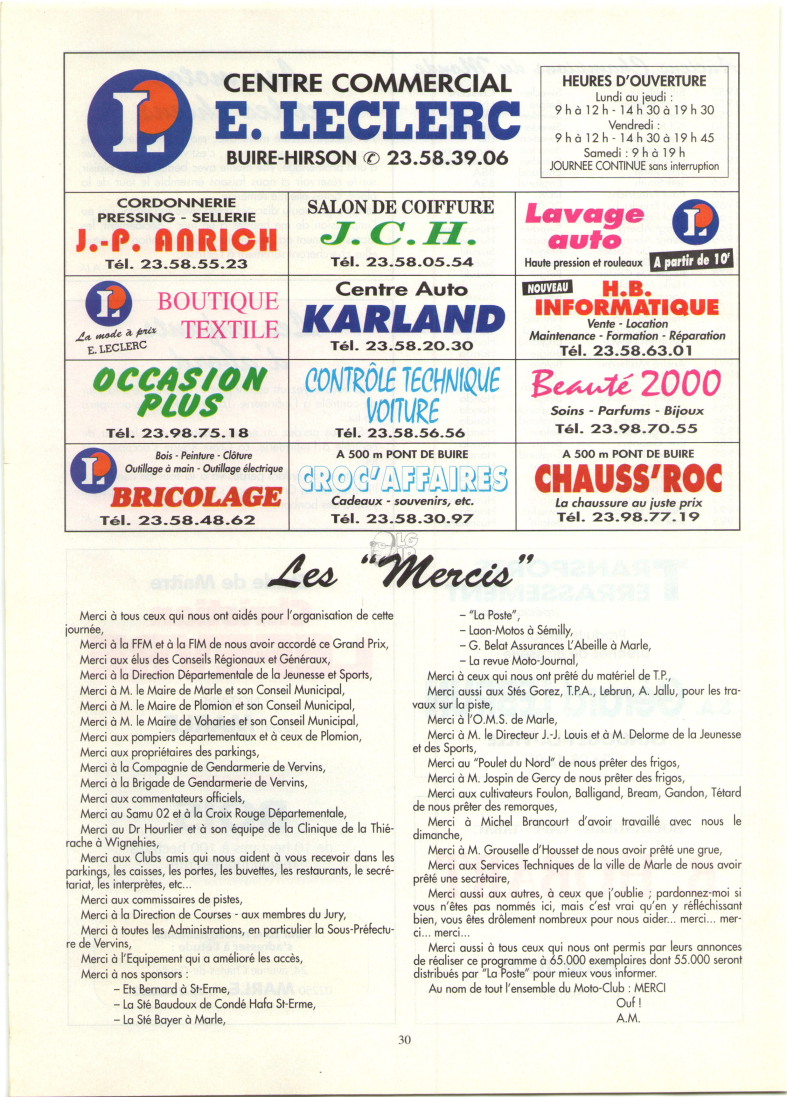 CENTRE COMMERCIAL
E. LECLERC
BUIRE-HIRSON ✆ 23.58.39.06
HEURES D'OUVERTURE
Lundi au jeudi :
9 h à 12 h - 14 h 30 à 19 h 30
Vendredi :
9 h à 12 h - 14 h 30 à 19 h 45
Samedi : 9 h à 19 h
JOURNEE CONTINUE sans interruption
CORDONNERIE
PRESSING - SELLERIE
J.-P. ANRICH
Tél. 23.58.55.23
SALON DE COIFFURE
J.C.H.
Tél. 23.58.05.54
Lavage
auto
L
Haute pression et rouleaux A partir de 10F
L
La mode à prix
E. LECLERC
BOUTIQUE
TEXTILE
Centre Auto
KARLAND
Tél. 23.58.20.30
NOUVEAU H.B.
INFORMATIQUE
Vente - Location
Maintenance - Formation - Réparation
Tél. 23.58.63.01
OCCASION
PLUS
Tél. 23.98.75.18
CONTRÔLE TECHNIQUE
VOITURE
Tél. 23.58.56.56
Beauté 2000
Soins - Parfums - Bijoux
Tél. 23.98.70.55
L
Bois - Peinture - Clôture
Outillage à main - Outillage électrique
BRICOLAGE
Tél. 23.58.48.62
A 500 m PONT DE BUIRE
CROC'AFFAIRES
Cadeaux - souvenirs, etc.
Tél. 23.58.30.97
A 500 m PONT DE BUIRE
CHAUSS'ROC
La chaussure au juste prix
Tél. 23.98.77.19
Les "Mercis"
Merci à tous ceux qui nous ont aidés pour l'organisation de cette
journée,
Merci à la FFM et à la FIM de nous avoir accordé ce Grand Prix,
Merci aux élus des Conseils Régionaux et Généraux,
Merci à la Direction Départementale de la Jeunesse et Sports,
Merci à M. le Maire de Marle et son Conseil Municipal,
Merci à M. le Maire de Plomion et son Conseil Municipal,
Merci à M. le Maire de Voharies et son Conseil Municipal,
Merci aux pompiers départementaux et à ceux de Plomion,
Merci aux propriétaires des parkings,
Merci à la Compagnie de Gendarmerie de Vervins,
Merci à la Brigade de Gendarmerie de Vervins,
Merci aux commentateurs officiels,
Merci au Samu 02 et à la Croix Rouge Départementale,
Merci au Dr Hourlier et à son équipe de la Clinique de la Thié-
rache à Wignehies,
Merci aux Clubs amis qui nous aident à vous recevoir dans les
parkings, les caisses, les portes, les buvettes, les restaurants, le secré-
tariat, les interprètes, etc...
Merci aux commissaires de pistes,
Merci à la Direction de Courses - aux membres du Jury,
Merci à toutes les Administrations, en particulier la Sous-Préfectu-
re de Vervins,
Merci à l'Equipement qui a amélioré les accès,
Merci à nos sponsors :
– Ets Bernard à St-Erme,
– La Sté Baudoux de Condé Hafa St-Erme,
– La Sté Bayer à Marle,
– "La Poste",
– Laon-Motos à Sémilly,
– G. Belat Assurances L'Abeille à Marle,
– La revue Moto-Journal,
Merci à ceux qui nous ont prêté du matériel de T.P.,
Merci aussi aux Stés Gorez, T.P.A., Lebrun, A. Jallu, pour les tra-
vaux sur la piste,
Merci à l'O.M.S. de Marle,
Merci à M. le Directeur J.-J. Louis et à M. Delorme de la Jeunesse
et des Sports,
Merci au "Poulet du Nord" de nous prêter des frigos,
Merci à M. Jospin de Gercy de nous prêter des frigos,
Merci aux cultivateurs Foulon, Balligand, Bream, Gandon, Tétard
de nous prêter des remorques,
Merci à Michel Brancourt d'avoir travaillé avec nous le
dimanche,
Merci à M. Grouselle d'Housset de nous avoir prêté une grue,
Merci aux Services Techniques de la ville de Marle de nous avoir
prêté une secrétaire,
Merci aussi aux autres, à ceux que j'oublie ; pardonnez-moi si
vous n'êtes pas nommés ici, mais c'est vrai qu'en y réfléchissant
bien, vous êtes drôlement nombreux pour nous aider... merci... mer-
ci... merci...
Merci aussi à tous ceux qui nous ont permis par leurs annonces
de réaliser ce programme à 65.000 exemplaires dont 55.000 seront
distribués par "La Poste" pour mieux vous informer.
Au nom de tout l'ensemble du Moto-Club : MERCI
Ouf !
A.M.
30